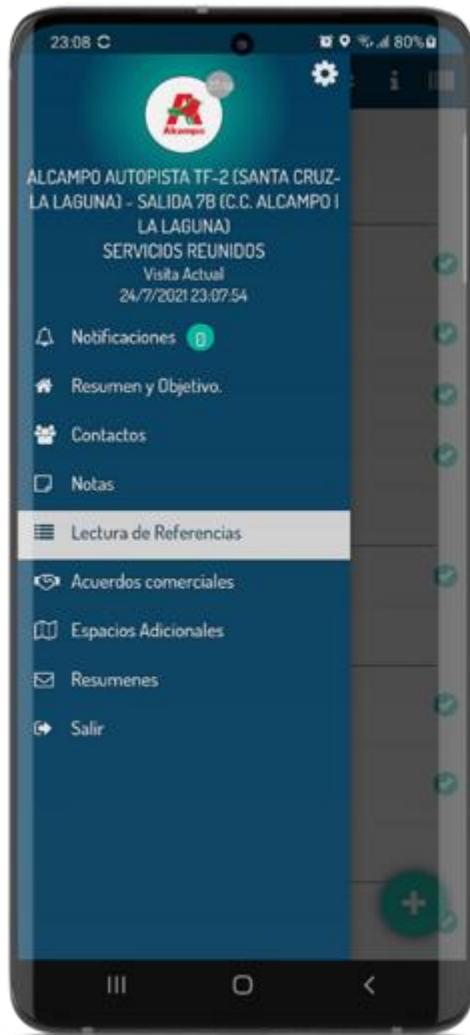 23:08
80%
Alcampo
ALCAMPO AUTOPISTA TF-2 (SANTA CRUZ-
LA LAGUNA) - SALIDA 7B (C.C. ALCAMPO I
LA LAGUNA)
SERVICIOS REUNIDOS
Visita Actual
24/7/2021 23:07:54
Notificaciones 0
Resumen y Objetivo.
Contactos
Notas
Lectura de Referencias
Acuerdos comerciales
Espacios Adicionales
Resumenes
Salir